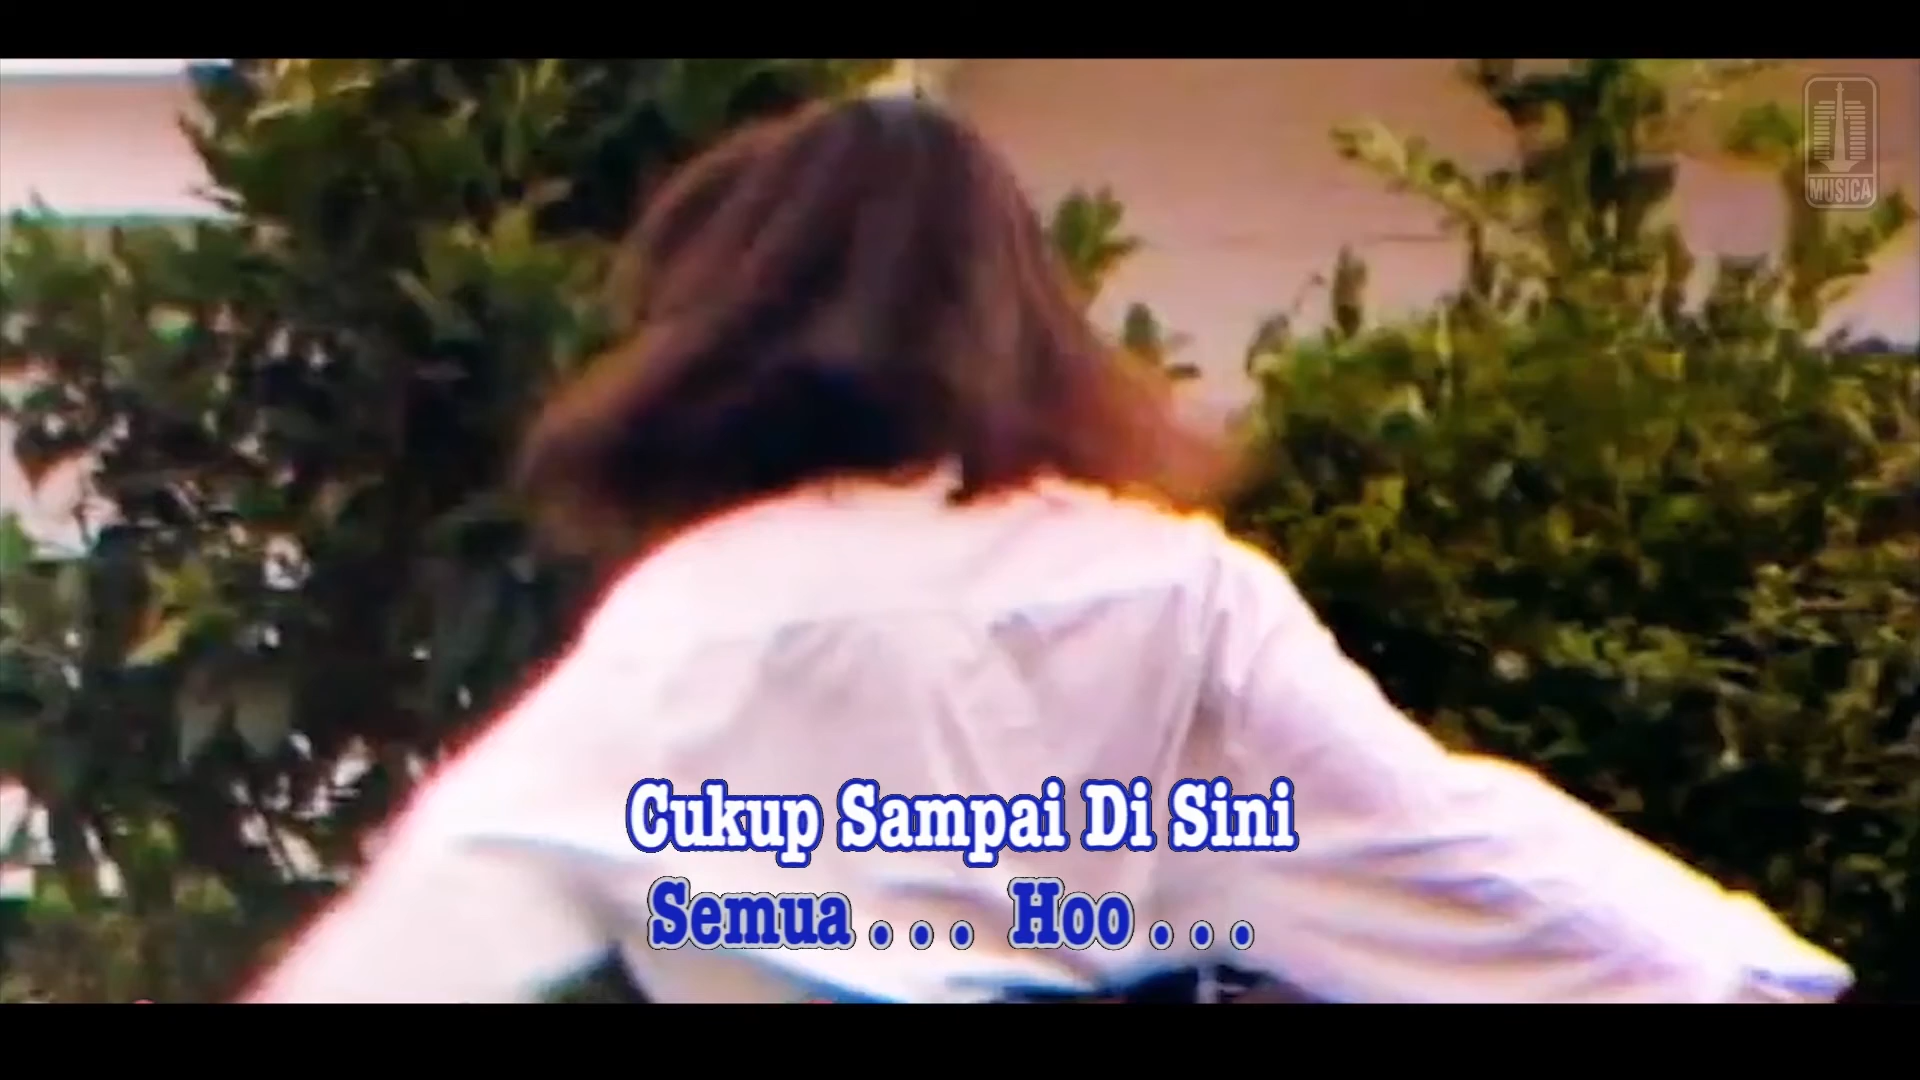 MUSICA
Cukup Sampai Di Sini
Semua . . . Hoo . . .